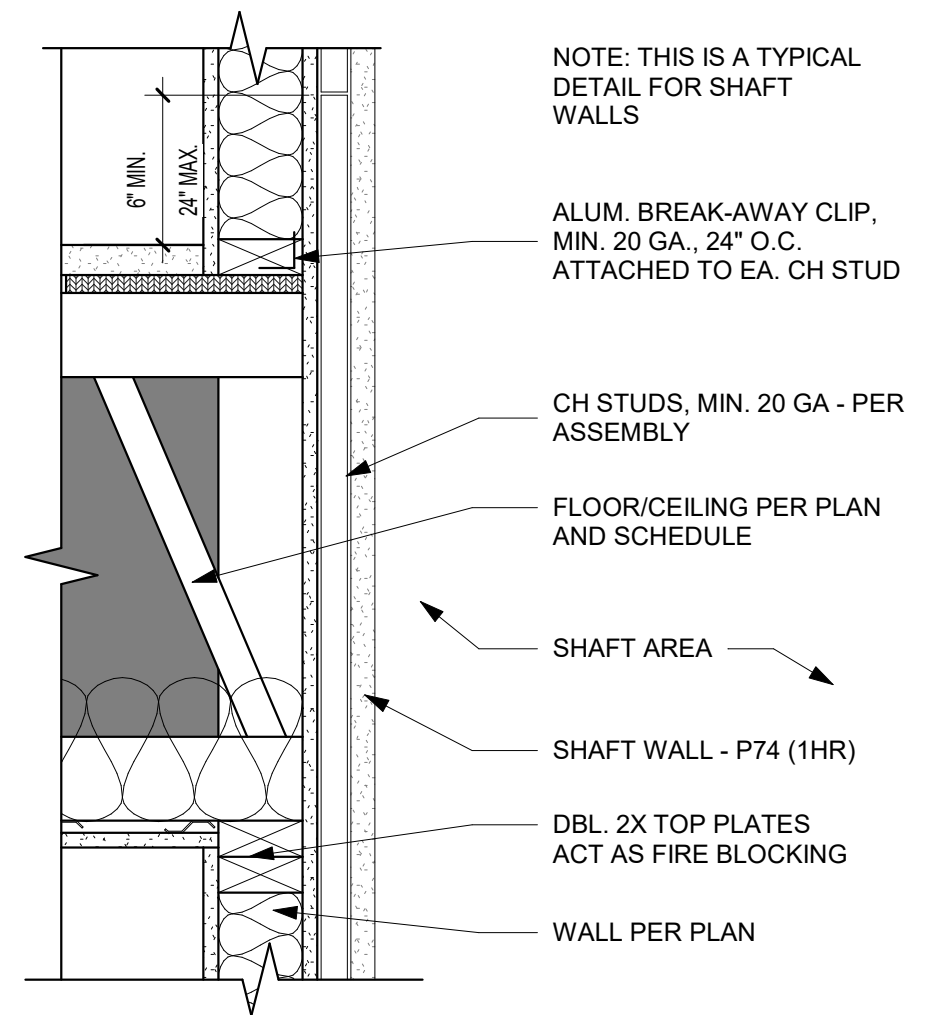 NOTE: THIS IS A TYPICAL
DETAIL FOR SHAFT
WALLS
6" MIN.
24" MAX.
ALUM. BREAK-AWAY CLIP,
MIN. 20 GA., 24" O.C.
ATTACHED TO EA. CH STUD
CH STUDS, MIN. 20 GA - PER
ASSEMBLY
FLOOR/CEILING PER PLAN
AND SCHEDULE
SHAFT AREA
SHAFT WALL - P74 (1HR)
DBL. 2X TOP PLATES
ACT AS FIRE BLOCKING
WALL PER PLAN